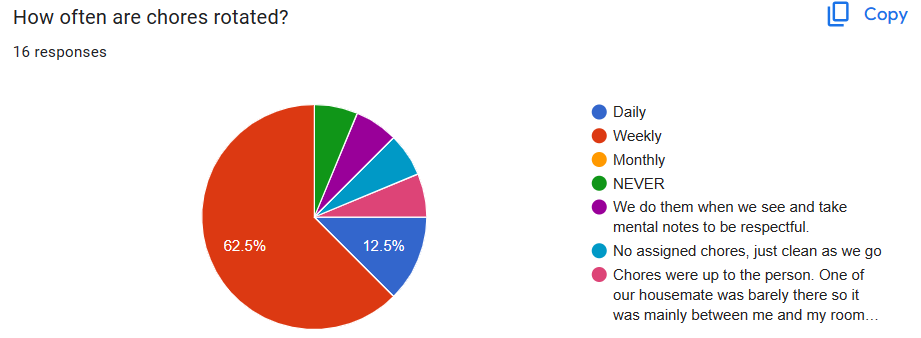 How often are chores rotated?
Copy
16 responses
62.5%
12.5%
Daily
Weekly
Monthly
NEVER
We do them when we see and take
mental notes to be respectful.
No assigned chores, just clean as we go
Chores were up to the person. One of
our housemate was barely there so it
was mainly between me and my room…